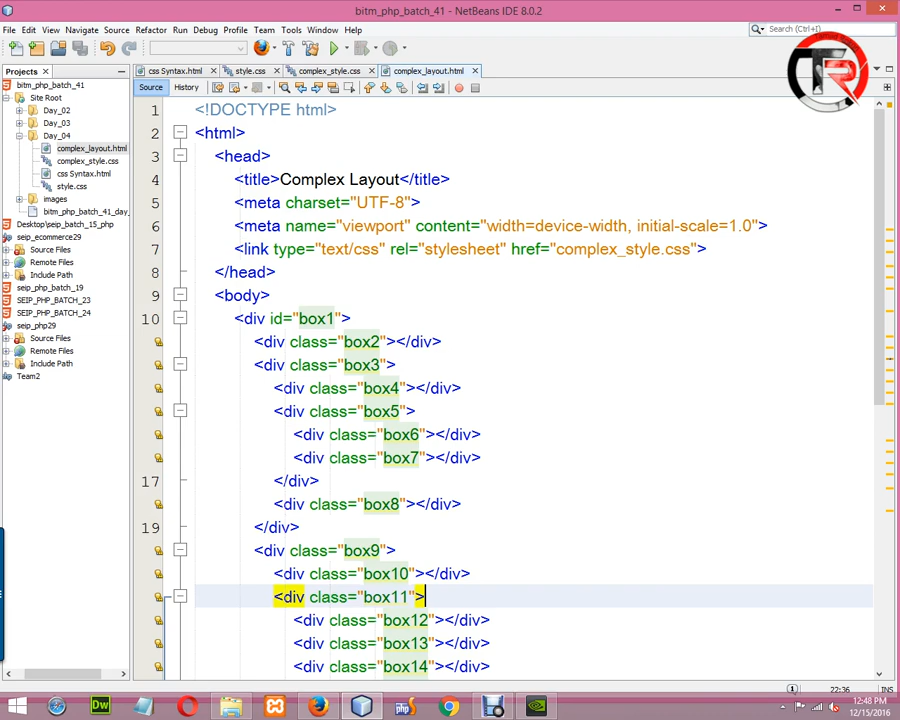 bitm_php_batch_41 - NetBeans IDE 8.0.2
File Edit View Navigate Source Refactor Run Debug Profile Team Tools Window Help
Search (Ctrl+I)
TR
Projects
css Syntax.html
style.css
complex_style.css
complex_layout.html
Source History
bitm_php_batch_41
Site Root
Day_02
Day_03
Day_04
complex_layout.html
complex_style.css
css Syntax.html
style.css
images
bitm_php_batch_41_day_
Desktop/seip_batch_15_php
seip_ecommerce29
Source Files
Remote Files
Include Path
seip_php_batch_19
SEIP_PHP_BATCH_23
SEIP_PHP_BATCH_24
seip_php29
Source Files
Remote Files
Include Path
Team2
1 <!DOCTYPE html>
2 <html>
3 <head>
4 <title>Complex Layout</title>
5 <meta charset="UTF-8">
6 <meta name="viewport" content="width=device-width, initial-scale=1.0">
7 <link type="text/css" rel="stylesheet" href="complex_style.css">
8 </head>
9 <body>
10 <div id="box1">
<div class="box2"></div>
<div class="box3">
<div class="box4"></div>
<div class="box5">
<div class="box6"></div>
<div class="box7"></div>
17 </div>
<div class="box8"></div>
19 </div>
<div class="box9">
<div class="box10"></div>
<div class="box11">
<div class="box12"></div>
<div class="box13"></div>
<div class="box14"></div>
1 22:36 INS
Dw php
12:48 PM
12/15/2016